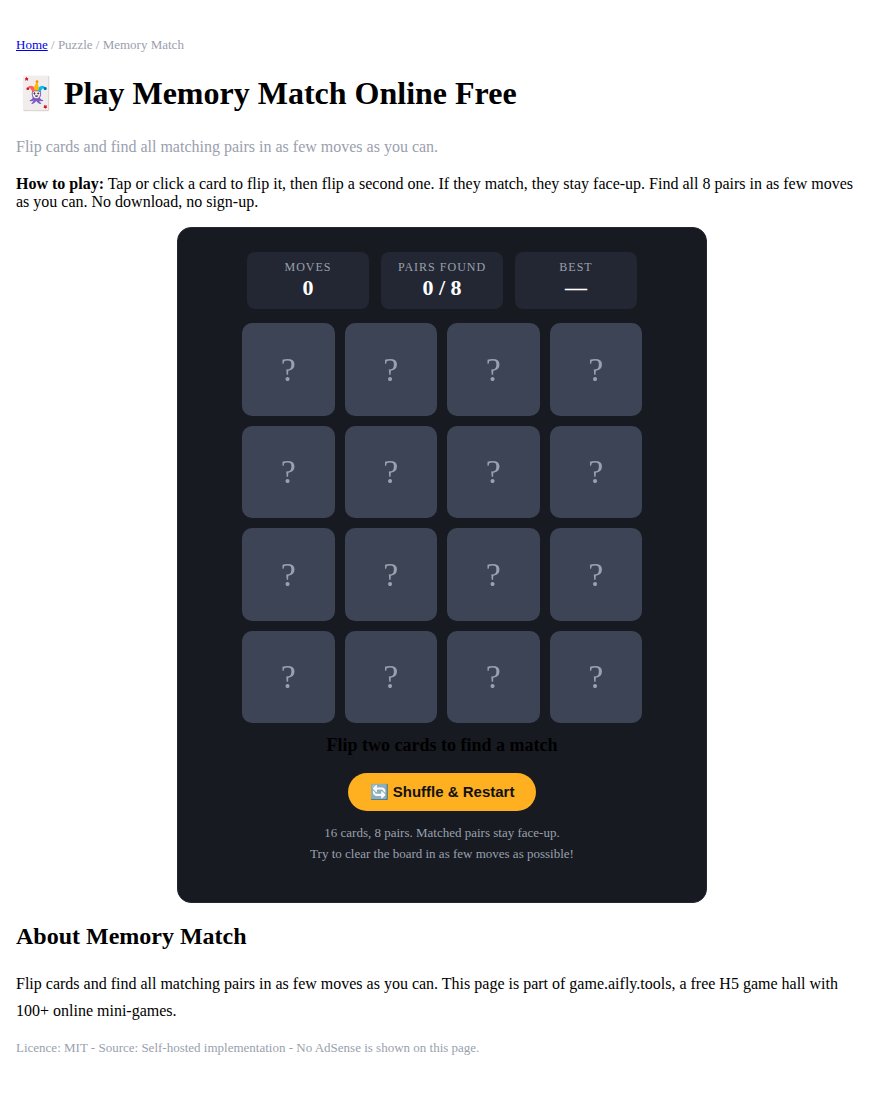 Home / Puzzle / Memory Match
Play Memory Match Online Free
Flip cards and find all matching pairs in as few moves as you can.
How to play: Tap or click a card to flip it, then flip a second one. If they match, they stay face-up. Find all 8 pairs in as few moves
as you can. No download, no sign-up.
MOVES PAIRS FOUND BEST
0 0 / 8 —
? ? ? ?
? ? ? ?
? ? ? ?
? ? ? ?
Flip two cards to find a match
Shuffle & Restart
16 cards, 8 pairs. Matched pairs stay face-up.
Try to clear the board in as few moves as possible!
About Memory Match
Flip cards and find all matching pairs in as few moves as you can. This page is part of game.aifly.tools, a free H5 game hall with
100+ online mini-games.
Licence: MIT - Source: Self-hosted implementation - No AdSense is shown on this page.